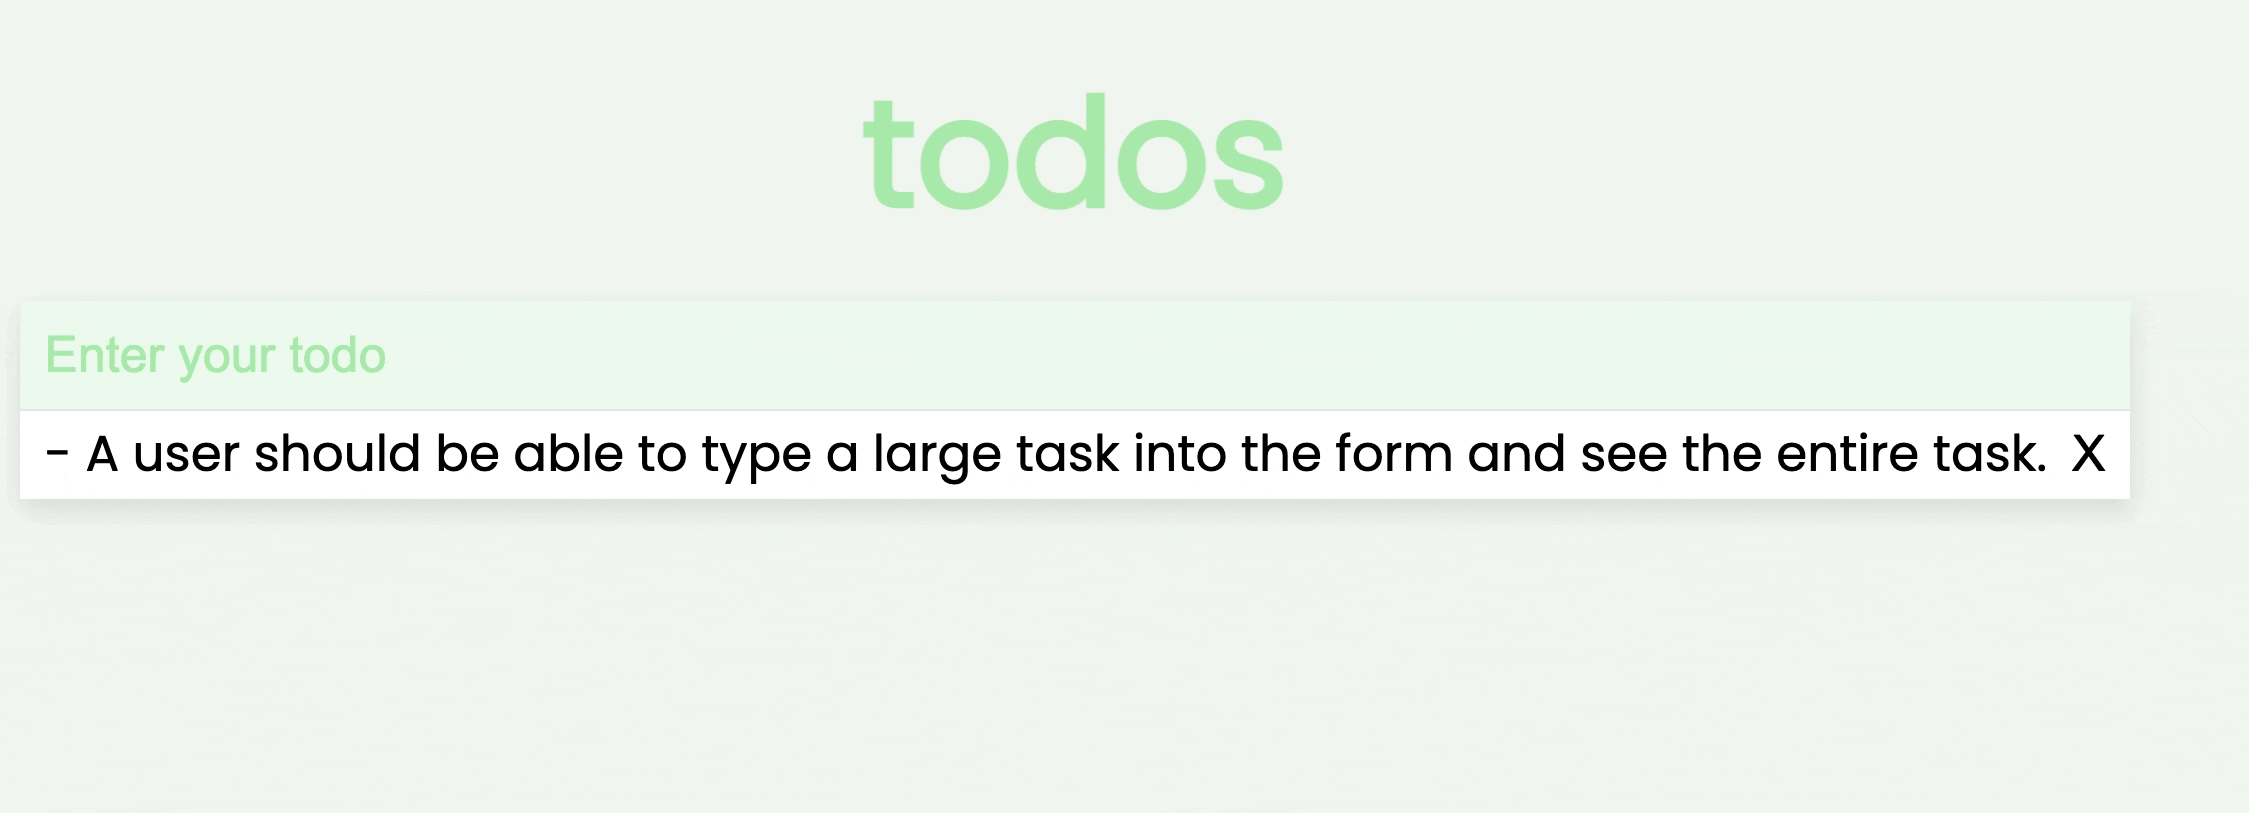 todos
Enter your todo
- A user should be able to type a large task into the form and see the entire task. X